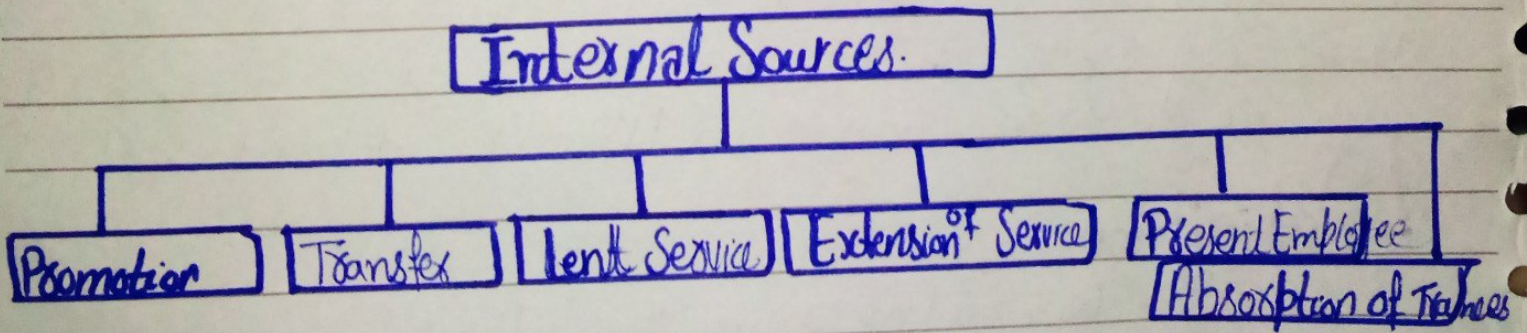 Internal Sources.
Promotion
Transfer
Lent Service
Extension of Service
Present Employee
Absorption of Trainees